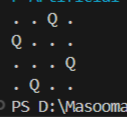 . . Q .
Q . . .
. . . Q
. Q . .
PS D:\Masooma